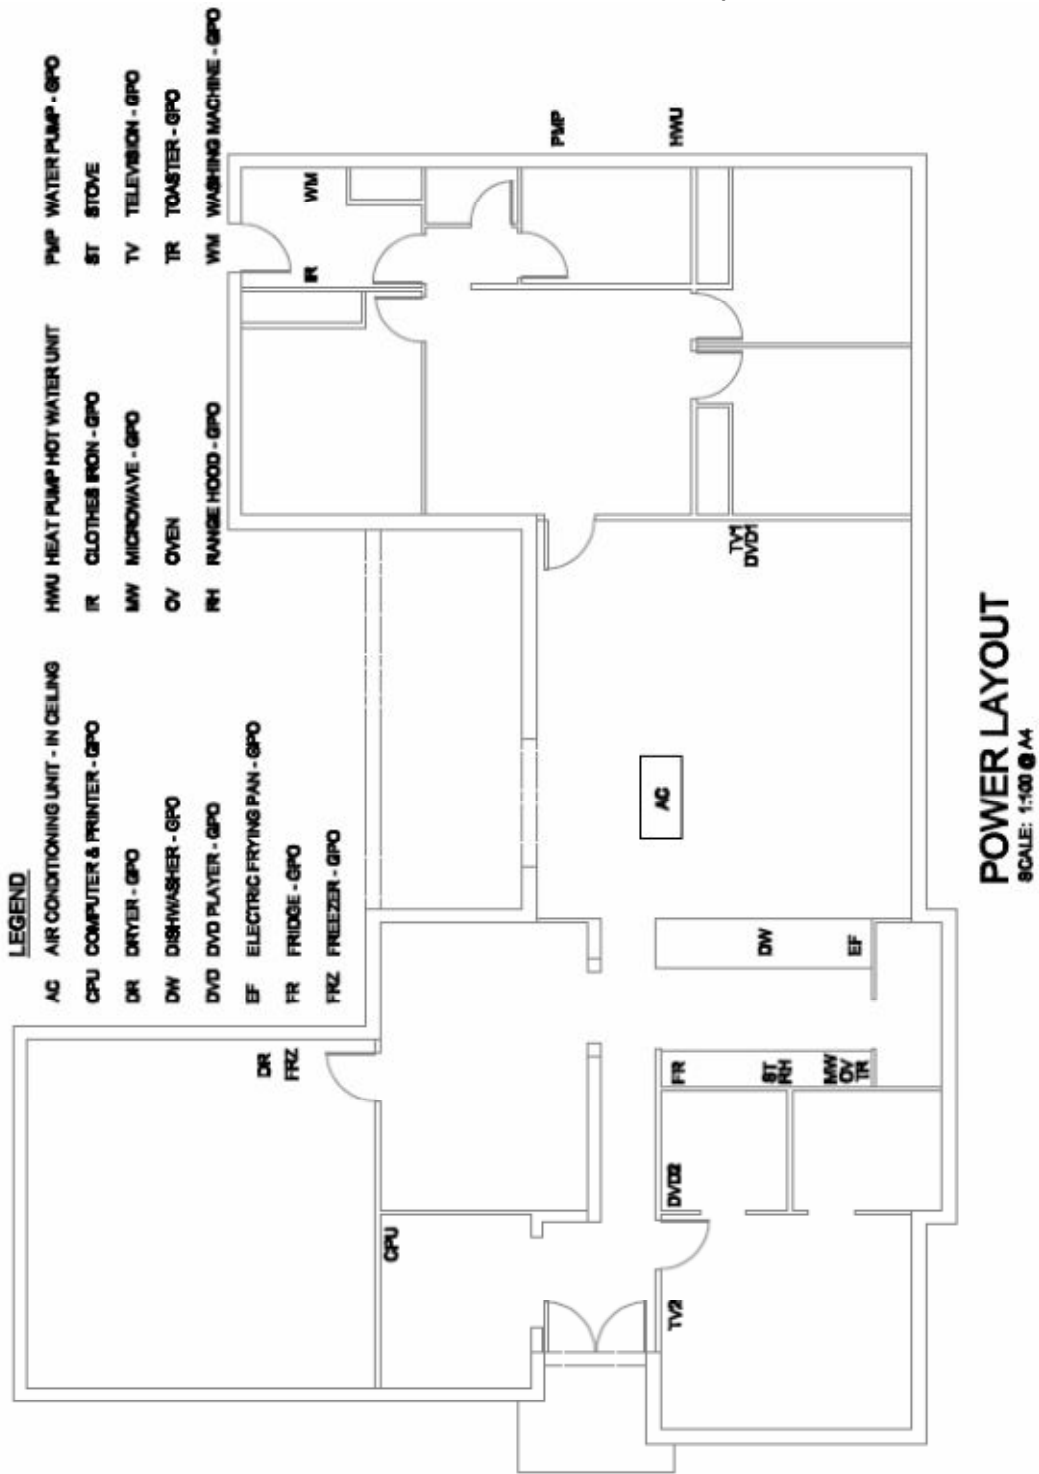 LEGEND
AC AIR CONDITIONING UNIT - IN CEILING
CPU COMPUTER & PRINTER - GPO
DR DRYER - GPO
DW DISHWASHER - GPO
DVD DVD PLAYER - GPO
EF ELECTRIC FRYING PAN - GPO
FR FRIDGE - GPO
FRZ FREEZER - GPO
HWU HEAT PUMP HOT WATER UNIT
IR CLOTHES IRON - GPO
MW MICROWAVE - GPO
OV OVEN
RH RANGE HOOD - GPO
PMP WATER PUMP - GPO
ST STOVE
TV TELEVISION - GPO
TR TOASTER - GPO
WM WASHING MACHINE - GPO
DR
FRZ
IR
WM
CPU
PMP
HWU
AC
TV2
DVD2
FR
TV1
DVD1
DW
ST
RH
MW
OV
TR
EF
POWER LAYOUT
SCALE: 1:100 @ A4